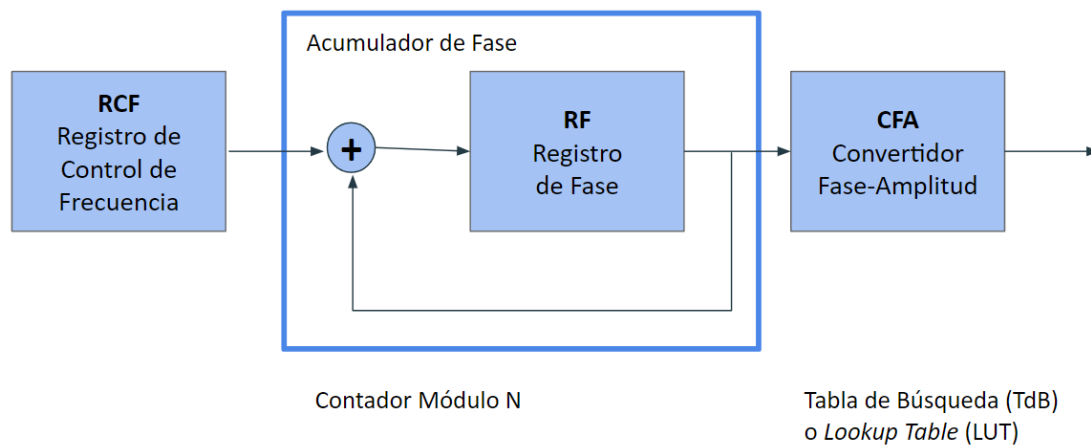 Acumulador de Fase
RCF
Registro de
Control de
Frecuencia
+
RF
Registro
de Fase
CFA
Convertidor
Fase-Amplitud
Contador Módulo N
Tabla de Búsqueda (TdB)
o Lookup Table (LUT)